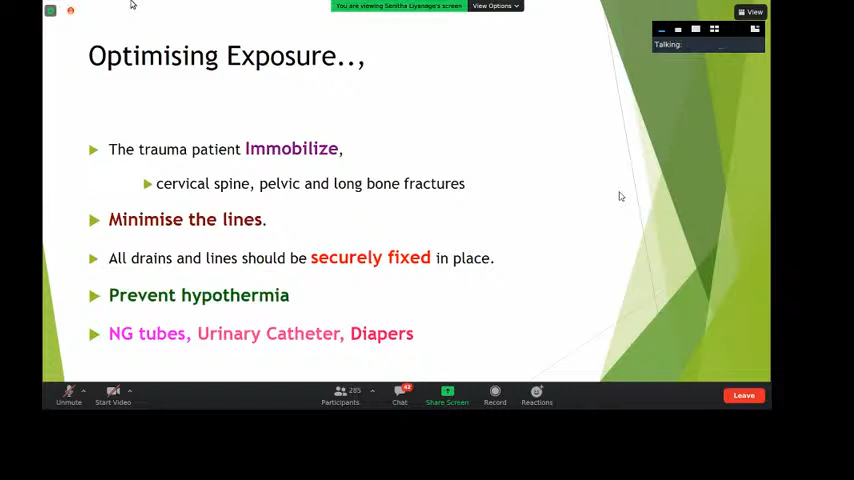 You are viewing Senitha Liyanage's screen
View Options
View
Talking:
Optimising Exposure..,
The trauma patient Immobilize,
cervical spine, pelvic and long bone fractures
Minimise the lines.
All drains and lines should be securely fixed in place.
Prevent hypothermia
NG tubes, Urinary Catheter, Diapers
Unmute
Start Video
285
Participants
42
Chat
Share Screen
Record
Reactions
Leave